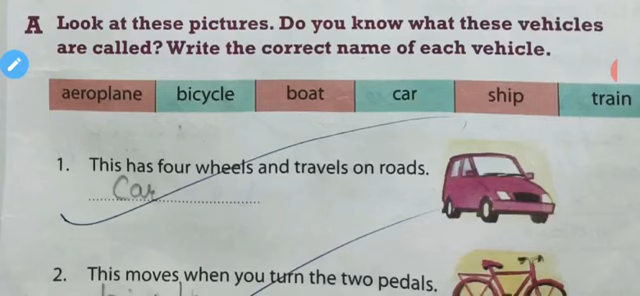 A Look at these pictures. Do you know what these vehicles
are called? Write the correct name of each vehicle.
aeroplane bicycle boat car ship train
1. This has four wheels and travels on roads.
Car
2. This moves when you turn the two pedals.